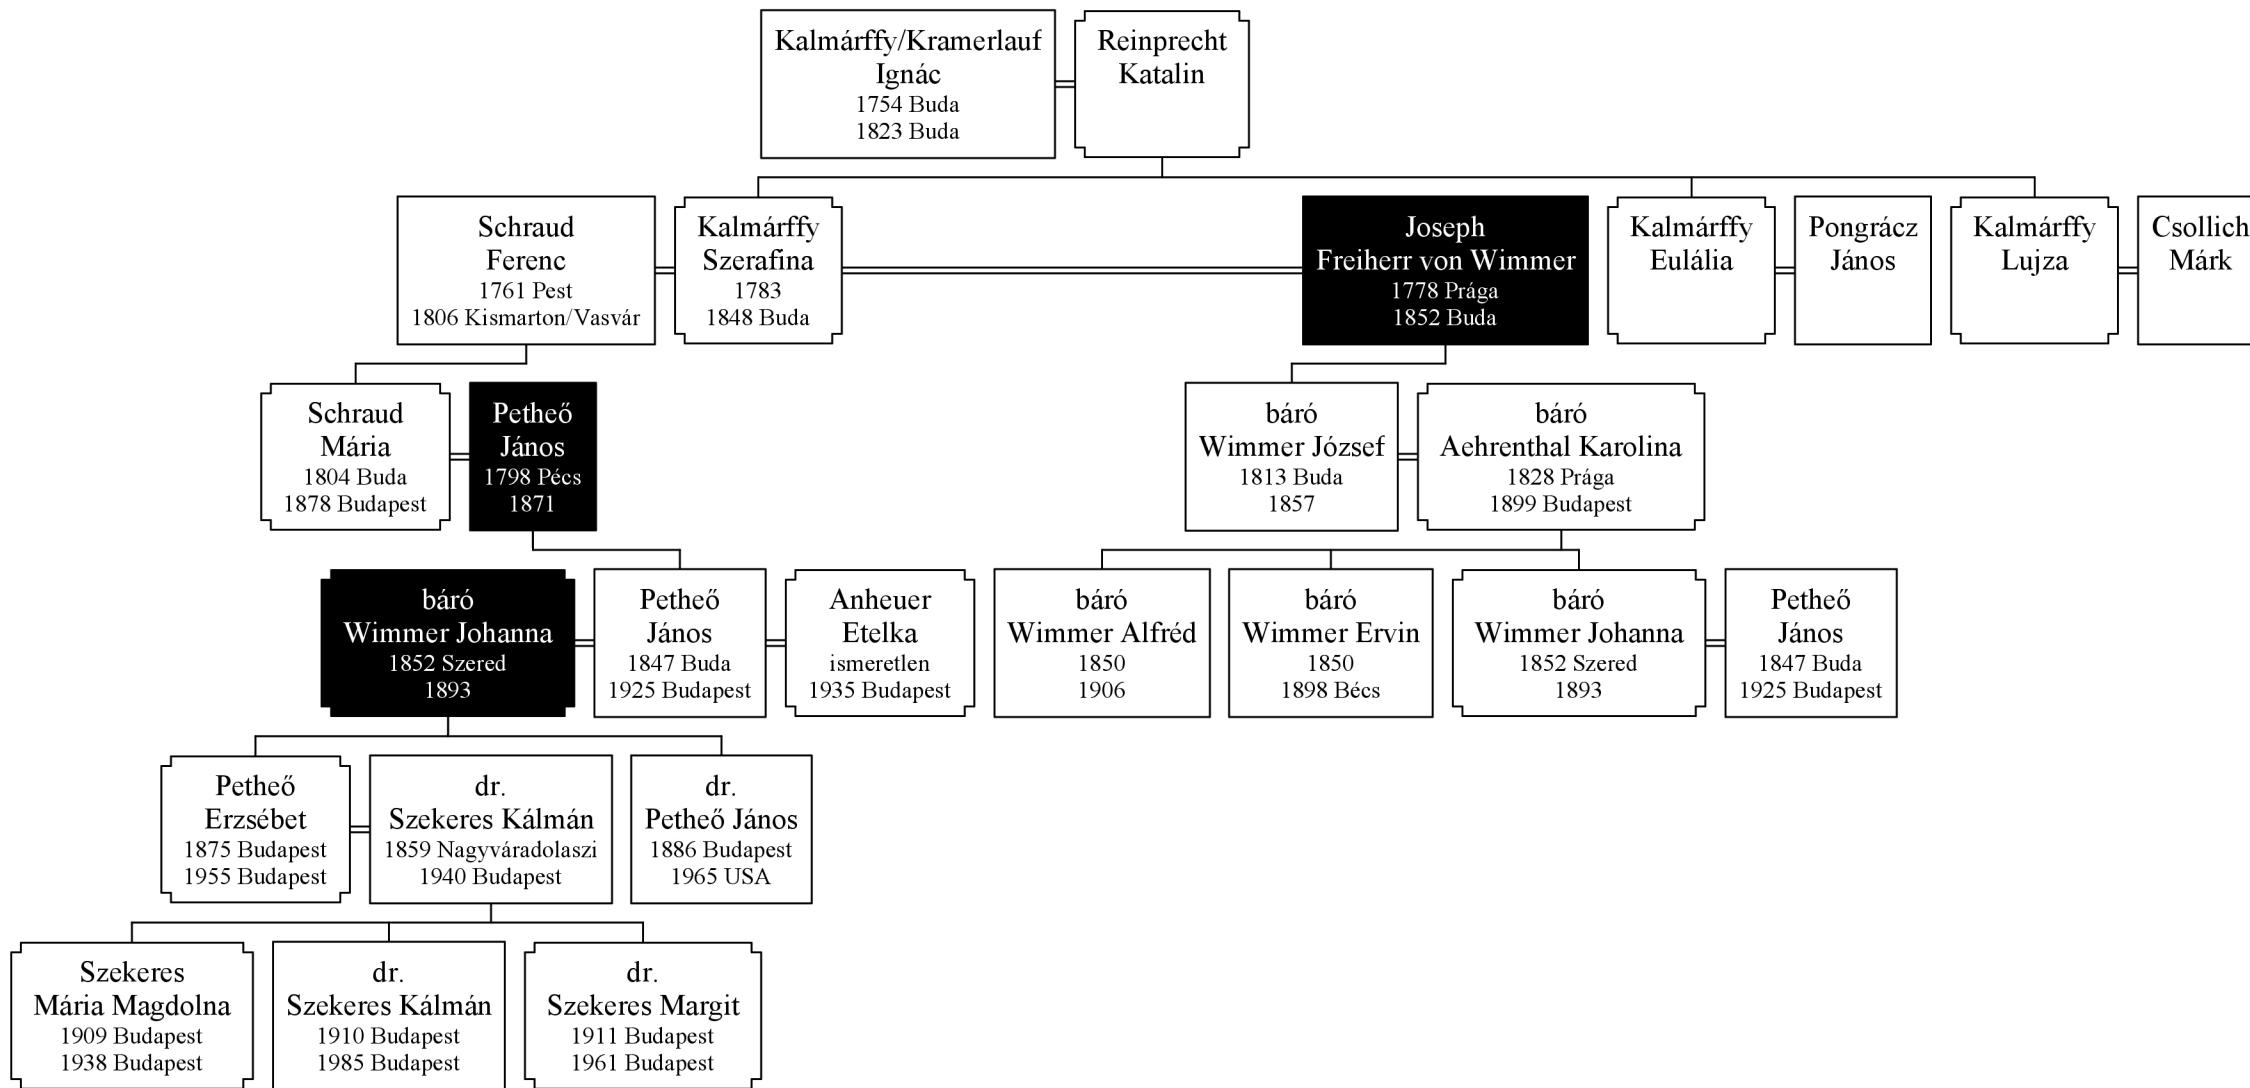 Kalmárffy/Kramerlauf
Ignác
1754 Buda
1823 Buda
Reinprecht
Katalin
Schraud
Ferenc
1761 Pest
1806 Kismarton/Vasvár
Kalmárffy
Szerafina
1783
1848 Buda
Joseph
Freiherr von Wimmer
1778 Prága
1852 Buda
Kalmárffy
Eulália
Pongrácz
János
Kalmárffy
Lujza
Csollich
Márk
Schraud
Mária
1804 Buda
1878 Budapest
Petheő
János
1798 Pécs
1871
báró
Wimmer József
1813 Buda
1857
báró
Aehrenthal Karolina
1828 Prága
1899 Budapest
báró
Wimmer Johanna
1852 Szered
1893
Petheő
János
1847 Buda
1925 Budapest
Anheuer
Etelka
ismeretlen
1935 Budapest
báró
Wimmer Alfréd
1850
1906
báró
Wimmer Ervin
1850
1898 Bécs
báró
Wimmer Johanna
1852 Szered
1893
Petheő
János
1847 Buda
1925 Budapest
Petheő
Erzsébet
1875 Budapest
1955 Budapest
dr.
Szekeres Kálmán
1859 Nagyváradolaszi
1940 Budapest
dr.
Petheő János
1886 Budapest
1965 USA
Szekeres
Mária Magdolna
1909 Budapest
1938 Budapest
dr.
Szekeres Kálmán
1910 Budapest
1985 Budapest
dr.
Szekeres Margit
1911 Budapest
1961 Budapest